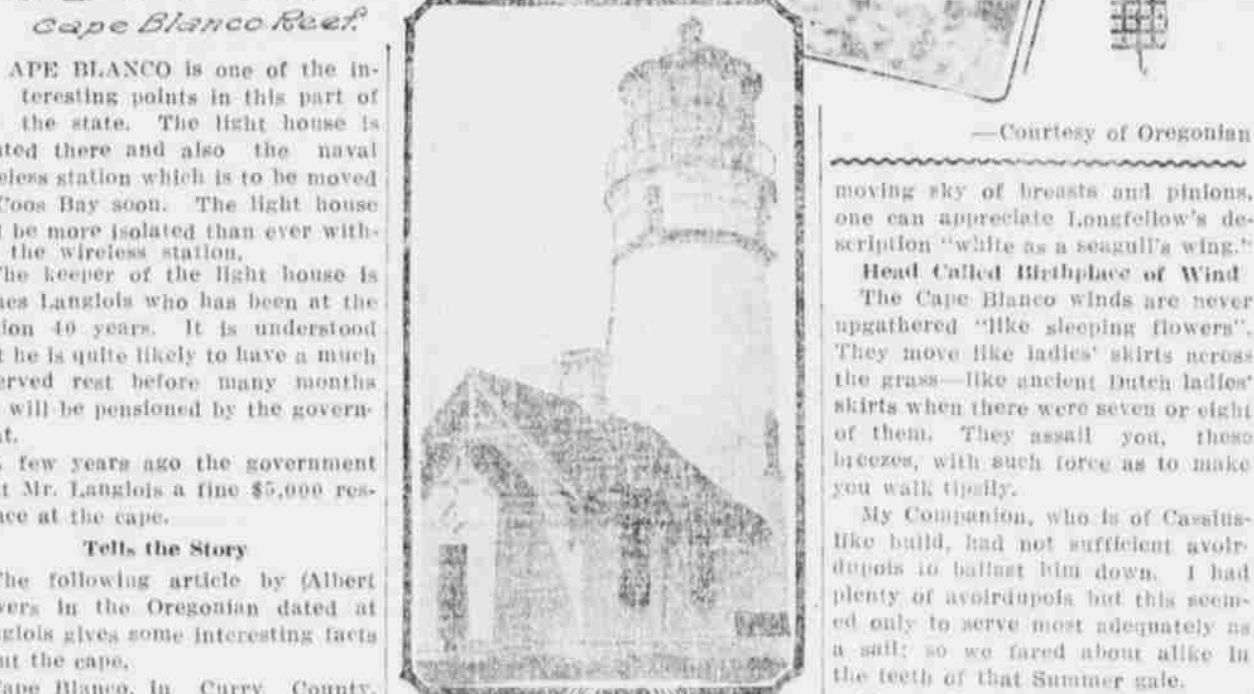 Cape Blanco Reef.
APE BLANCO is one of the in-
teresting points in this part of
the state. The light house is
ated there and also the naval
eless station which is to be moved
Coos Bay soon. The light house
l be more isolated than ever with-
the wireless station.
The keeper of the light house is
nes Langlois who has been at the
tion 40 years. It is understood
t he is quite likely to have a much
erved rest before many months
will be pensioned by the govern-
nt.
few years ago the government
t Mr. Langlois a fine $5,000 res-
nce at the cape.
Tells the Story
The following article by (Albert
vers in the Oregonian dated at
nglois gives some interesting facts
out the cape.
Cape Blanco, in Curry County,
—Courtesy of Oregonian
moving sky of breasts and pinions,
one can appreciate Longfellow's de-
scription "white as a seagull's wing."
Head Called Birthplace of Wind
The Cape Blanco winds are never
upgathered "like sleeping flowers".
They move like ladies' skirts across
the grass—like ancient Dutch ladies'
skirts when there were seven or eight
of them. They assail you, these
breezes, with such force as to make
you walk tipsily.
My Companion, who is of Cassius-
like build, had not sufficient avoir-
dupois to ballast him down. I had
plenty of avoirdupois but this seem-
ed only to serve most adequately as
a sail; so we fared about alike in
the teeth of that Summer gale.